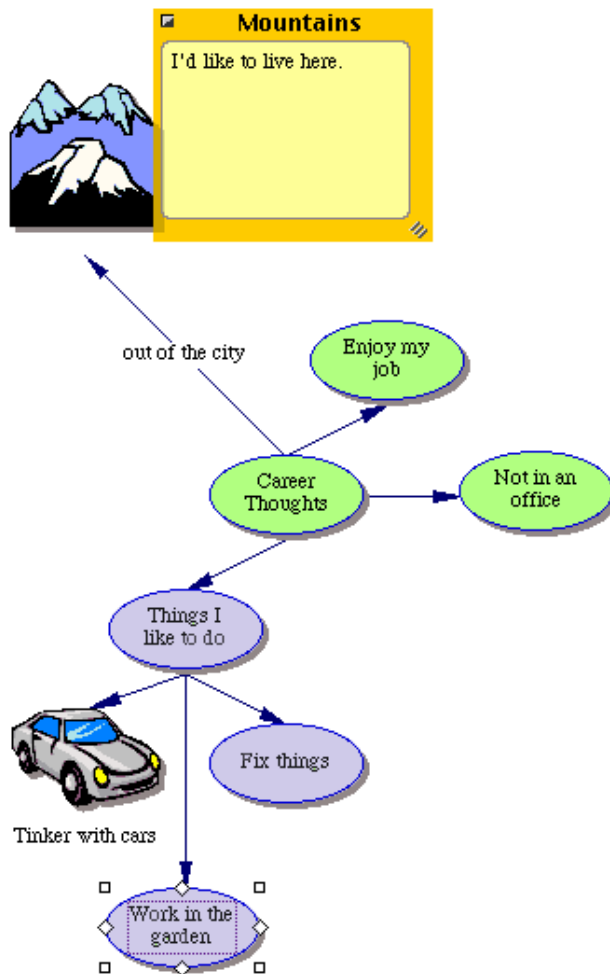 Mountains
I'd like to live here.
out of the city
Enjoy my
job
Career
Thoughts
Not in an
office
Things I
like to do
Fix things
Tinker with cars
Work in the
garden